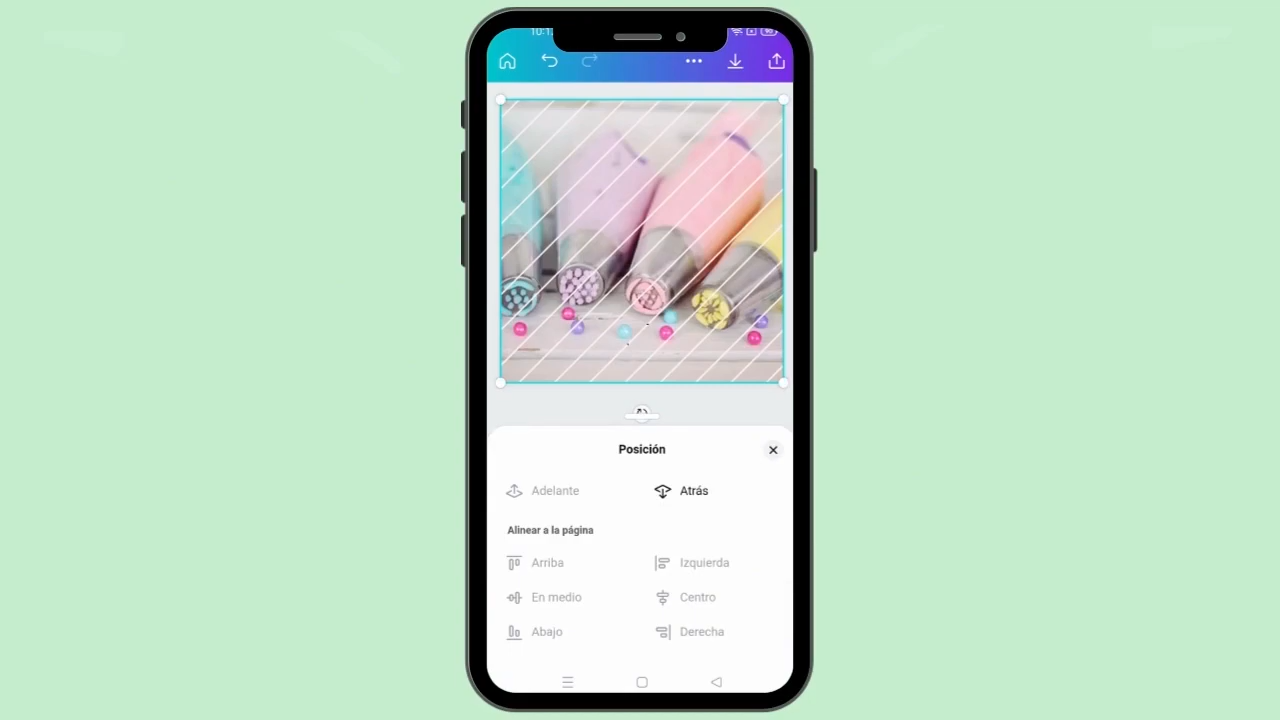 Posición
Adelante
Atrás
Alinear a la página
Arriba
Izquierda
En medio
Centro
Abajo
Derecha